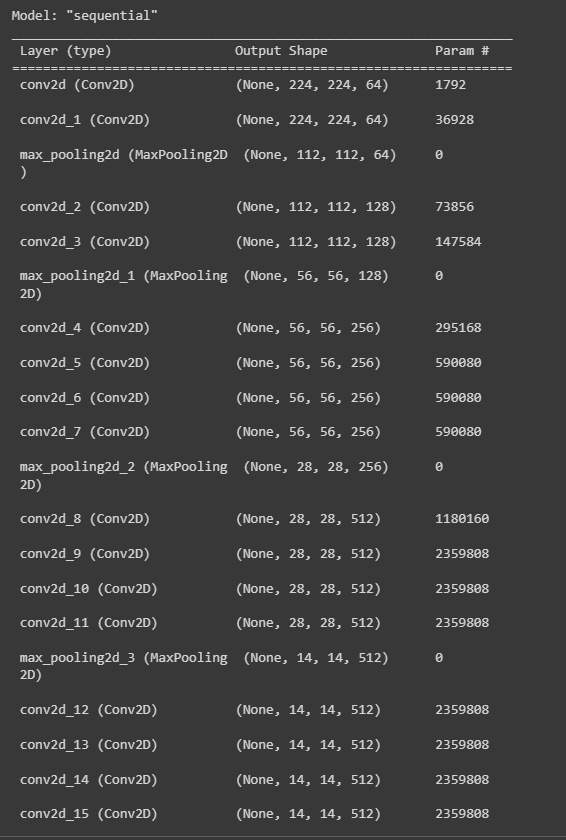 Model: "sequential"
_________________________________________________________________
Layer (type) Output Shape Param #
=================================================================
conv2d (Conv2D) (None, 224, 224, 64) 1792
conv2d_1 (Conv2D) (None, 224, 224, 64) 36928
max_pooling2d (MaxPooling2D (None, 112, 112, 64) 0
)
conv2d_2 (Conv2D) (None, 112, 112, 128) 73856
conv2d_3 (Conv2D) (None, 112, 112, 128) 147584
max_pooling2d_1 (MaxPooling (None, 56, 56, 128) 0
2D)
conv2d_4 (Conv2D) (None, 56, 56, 256) 295168
conv2d_5 (Conv2D) (None, 56, 56, 256) 590080
conv2d_6 (Conv2D) (None, 56, 56, 256) 590080
conv2d_7 (Conv2D) (None, 56, 56, 256) 590080
max_pooling2d_2 (MaxPooling (None, 28, 28, 256) 0
2D)
conv2d_8 (Conv2D) (None, 28, 28, 512) 1180160
conv2d_9 (Conv2D) (None, 28, 28, 512) 2359808
conv2d_10 (Conv2D) (None, 28, 28, 512) 2359808
conv2d_11 (Conv2D) (None, 28, 28, 512) 2359808
max_pooling2d_3 (MaxPooling (None, 14, 14, 512) 0
2D)
conv2d_12 (Conv2D) (None, 14, 14, 512) 2359808
conv2d_13 (Conv2D) (None, 14, 14, 512) 2359808
conv2d_14 (Conv2D) (None, 14, 14, 512) 2359808
conv2d_15 (Conv2D) (None, 14, 14, 512) 2359808